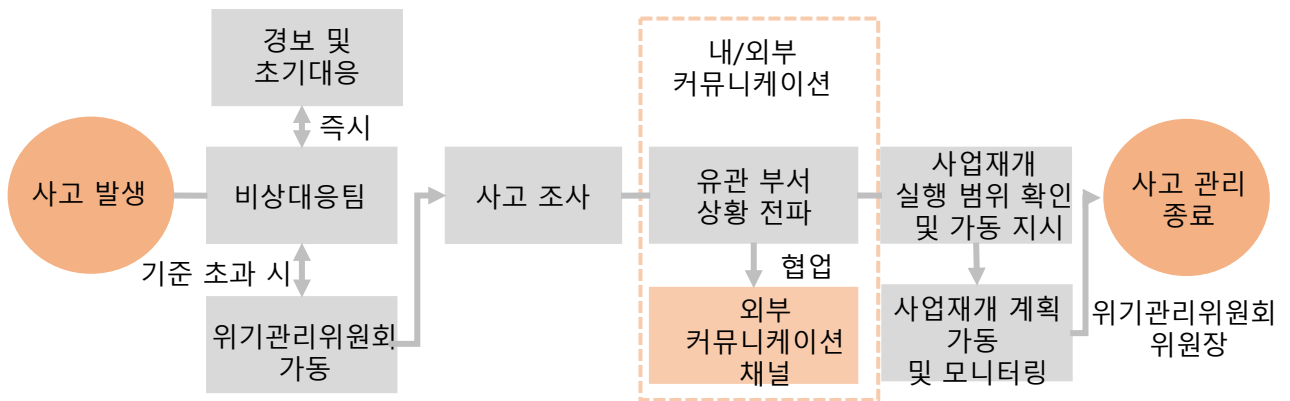 경보 및
초기대응
즉시
사고 발생
비상대응팀
기준 초과 시
위기관리위원회
가동
사고 조사
내/외부
커뮤니케이션
유관 부서
상황 전파
협업
외부
커뮤니케이션
채널
사업재개
실행 범위 확인
및 가동 지시
사업재개 계획
가동
및 모니터링
사고 관리
종료
위기관리위원회
위원장